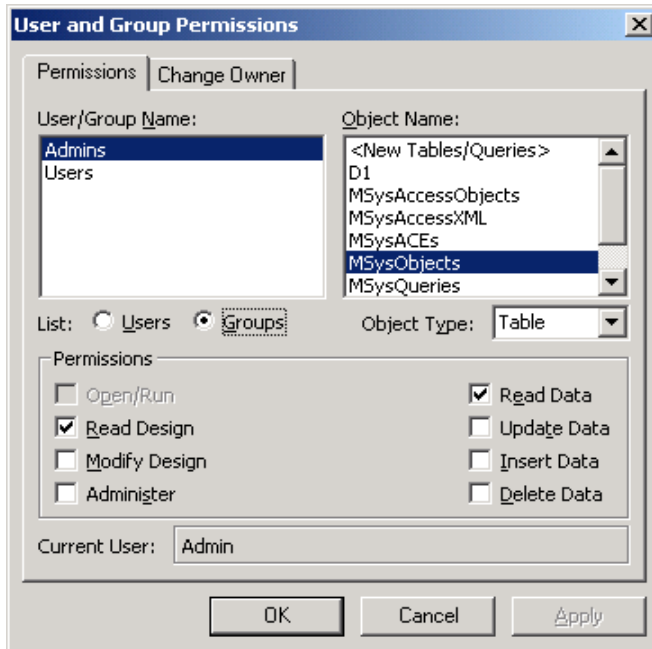 User and Group Permissions
Permissions
Change Owner
User/Group Name:
Admins
Users
Object Name:
<New Tables/Queries>
D1
MSysAccessObjects
MSysAccessXML
MSysACEs
MSysObjects
MSysQueries
List: Users Groups
Object Type: Table
Permissions
Open/Run
Read Design
Modify Design
Administer
Read Data
Update Data
Insert Data
Delete Data
Current User: Admin
OK Cancel Apply